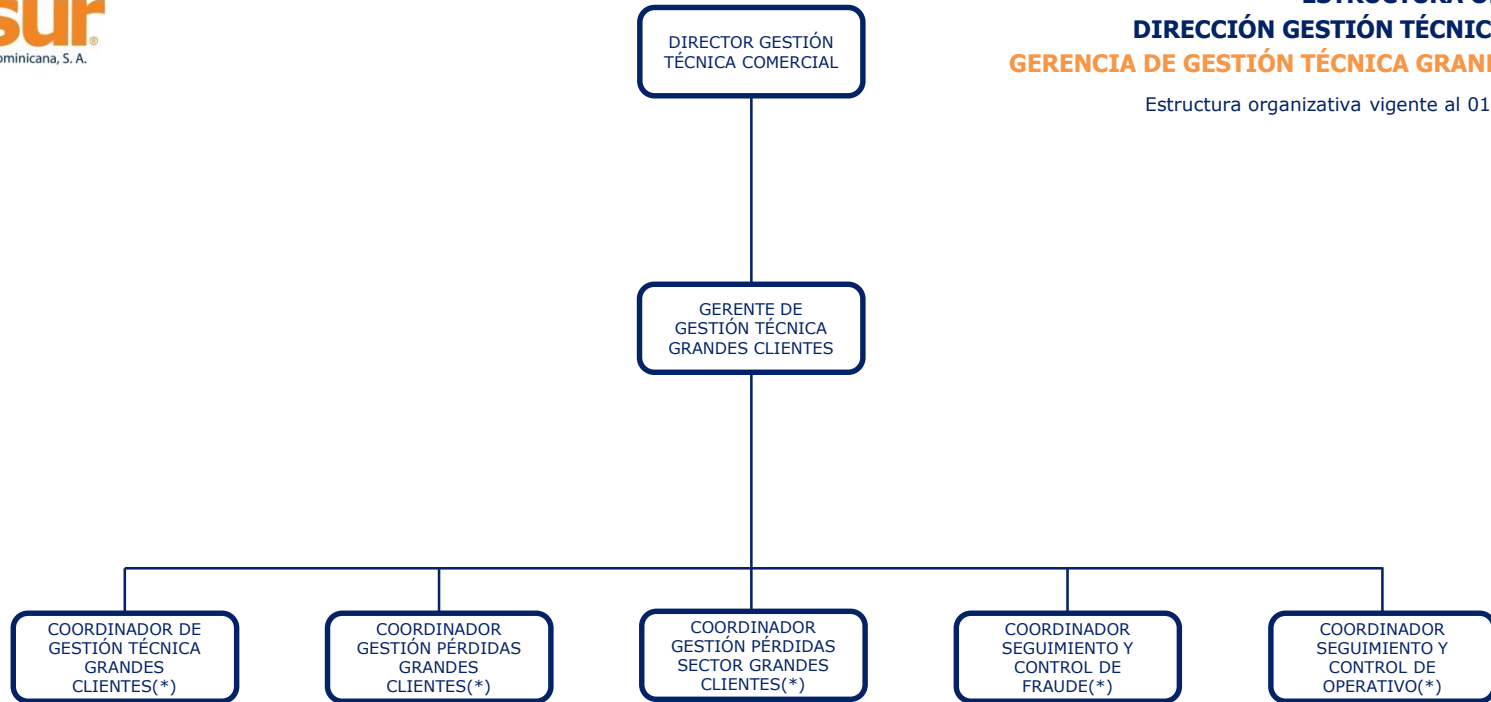 sur®
ominicana, S. A.
DIRECCIÓN GESTIÓN TÉCNIC
GERENCIA DE GESTIÓN TÉCNICA GRAN
Estructura organizativa vigente al 01
DIRECTOR GESTIÓN
TÉCNICA COMERCIAL
GERENTE DE
GESTIÓN TÉCNICA
GRANDES CLIENTES
COORDINADOR DE
GESTIÓN TÉCNICA
GRANDES
CLIENTES(*)
COORDINADOR
GESTIÓN PÉRDIDAS
GRANDES
CLIENTES(*)
COORDINADOR
GESTIÓN PÉRDIDAS
SECTOR GRANDES
CLIENTES(*)
COORDINADOR
SEGUIMIENTO Y
CONTROL DE
FRAUDE(*)
COORDINADOR
SEGUIMIENTO Y
CONTROL DE
OPERATIVO(*)